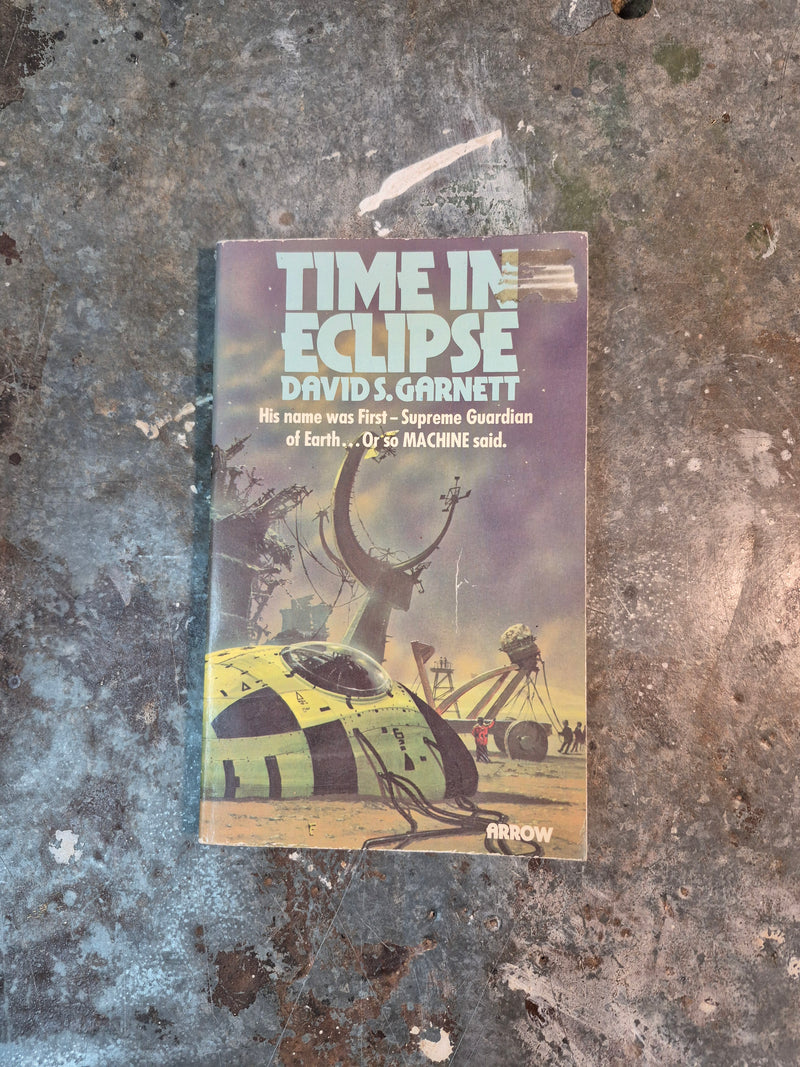 TIME IN
ECLIPSE
DAVID S. GARNETT
His name was First – Supreme Guardian
of Earth... Or so MACHINE said.
ARROW